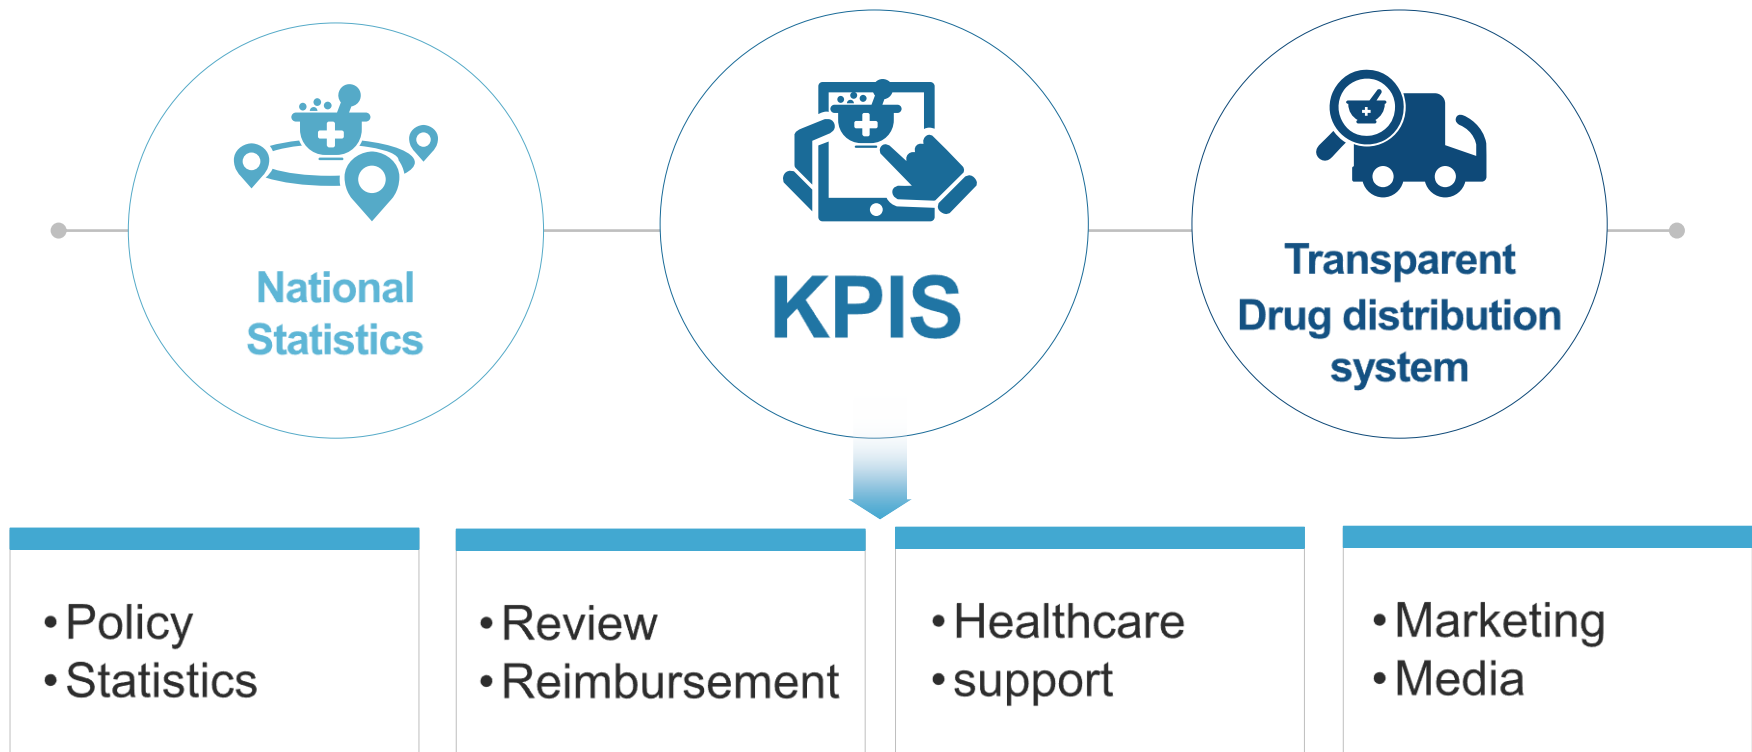 National
Statistics
KPIS
Transparent
Drug distribution
system
• Policy
• Statistics
• Review
• Reimbursement
• Healthcare
• support
• Marketing
• Media